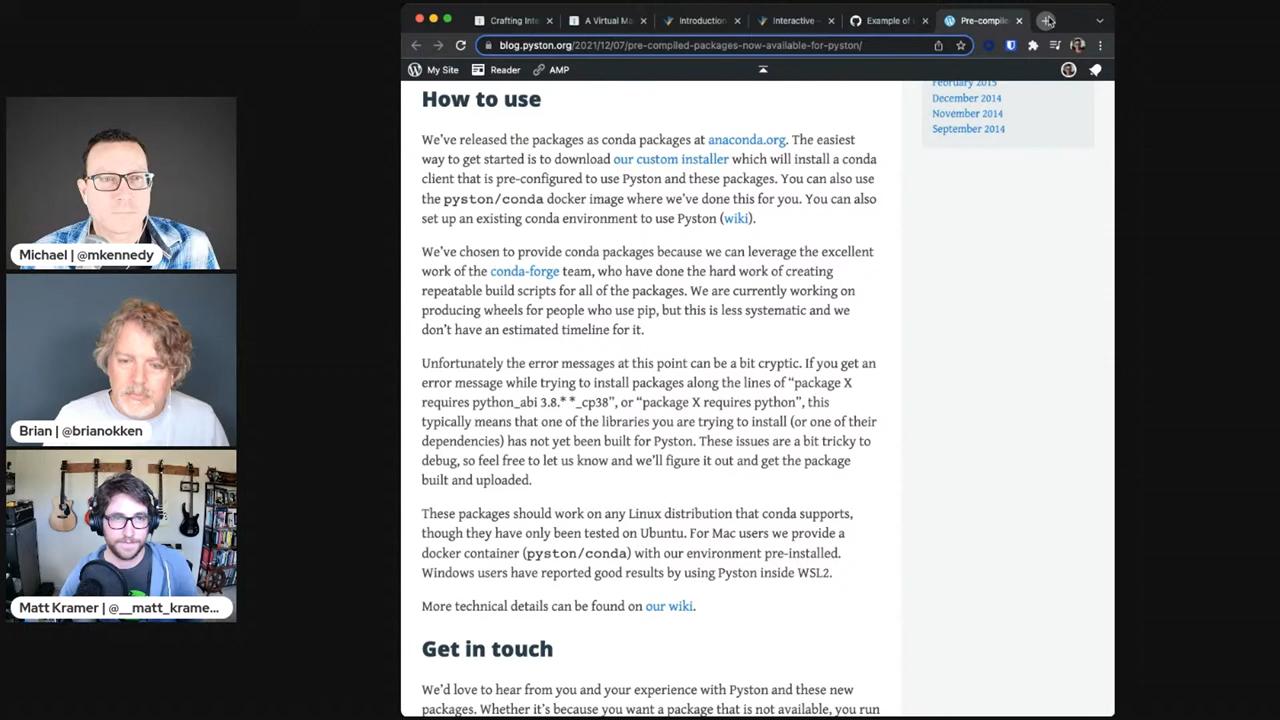 Crafting Inte
A Virtual Ma
Introduction
Interactive
Example of
Pre-compile
blog.pyston.org/2021/12/07/pre-compiled-packages-now-available-for-pyston/
My Site
Reader
AMP
How to use
We've released the packages as conda packages at anaconda.org. The easiest
way to get started is to download our custom installer which will install a conda
client that is pre-configured to use Pyston and these packages. You can also use
the pyston/conda docker image where we've done this for you. You can also
set up an existing conda environment to use Pyston (wiki).
We've chosen to provide conda packages because we can leverage the excellent
work of the conda-forge team, who have done the hard work of creating
repeatable build scripts for all of the packages. We are currently working on
producing wheels for people who use pip, but this is less systematic and we
don't have an estimated timeline for it.
Unfortunately the error messages at this point can be a bit cryptic. If you get an
error message while trying to install packages along the lines of “package X
requires python_abi 3.8.* *_cp38”, or “package X requires python”, this
typically means that one of the libraries you are trying to install (or one of their
dependencies) has not yet been built for Pyston. These issues are a bit tricky to
debug, so feel free to let us know and we'll figure it out and get the package
built and uploaded.
These packages should work on any Linux distribution that conda supports,
though they have only been tested on Ubuntu. For Mac users we provide a
docker container (pyston/conda) with our environment pre-installed.
Windows users have reported good results by using Pyston inside WSL2.
More technical details can be found on our wiki.
Get in touch
We'd love to hear from you and your experience with Pyston and these new
packages. Whether it's because you want a package that is not available, you run
February 2015
December 2014
November 2014
September 2014
Michael | @mkennedy
Brian | @brianokken
Matt Kramer | @__matt_krame...